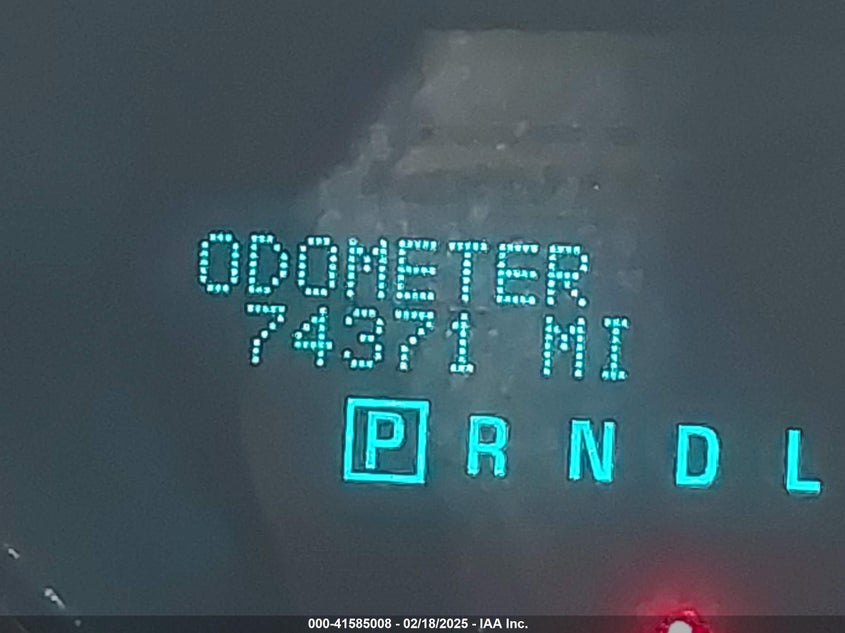 ODOMETER
74371 MI
P R N D L
000-41585008 - 02/18/2025 - IAA Inc.